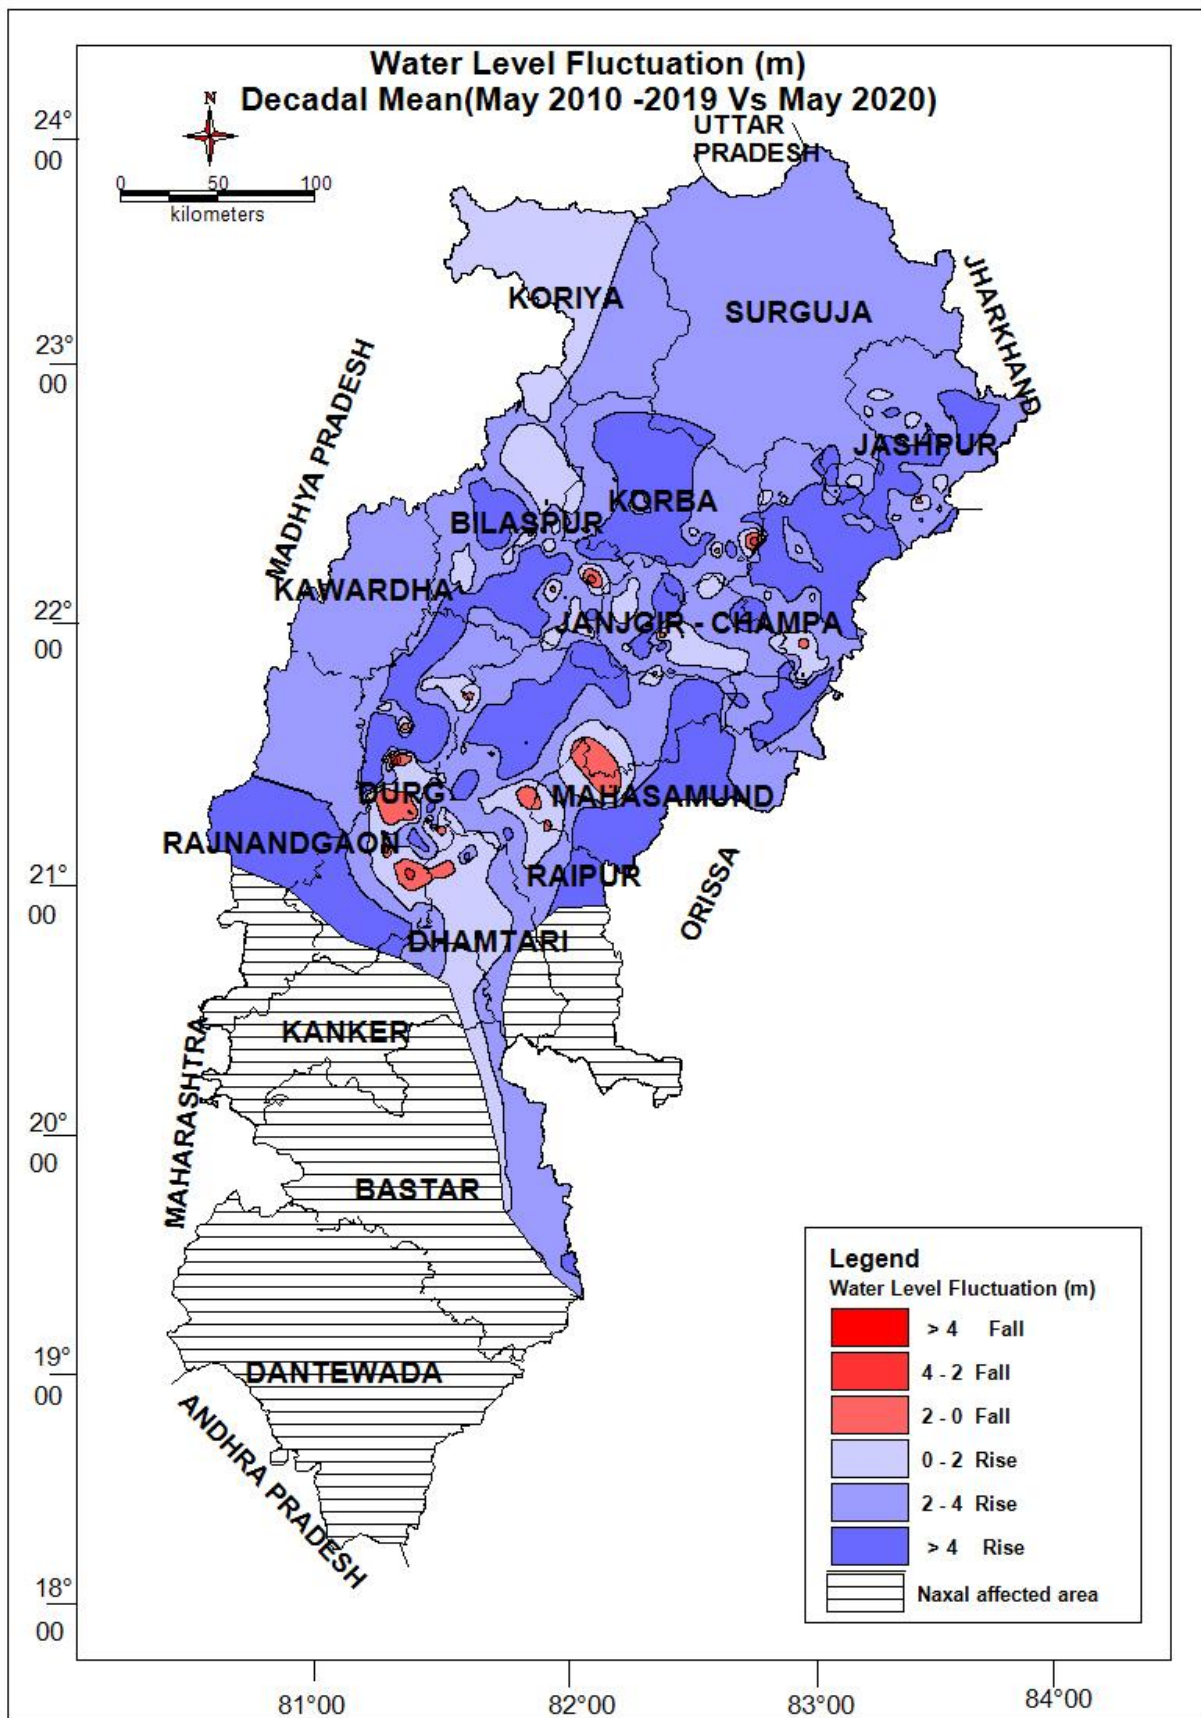 Water Level Fluctuation (m)
Decadal Mean(May 2010 -2019 Vs May 2020)
N
0 50 100
kilometers
24°
00
23°
00
22°
00
21°
00
20°
00
19°
00
18°
00
UTTAR
PRADESH
JHARKHAND
KORIYA
SURGUJA
MADHYA PRADESH
JASHPUR
KORBA
BILASPUR
KAWARDHA
JANJGIR - CHAMPA
DURG
MAHASAMUND
RAJNANDGAON
RAIPUR
ORISSA
DHAMTARI
KANKER
MAHARASHTRA
BASTAR
DANTEWADA
ANDHRA PRADESH
Legend
Water Level Fluctuation (m)
> 4 Fall
4 - 2 Fall
2 - 0 Fall
0 - 2 Rise
2 - 4 Rise
> 4 Rise
Naxal affected area
81°00 82°00 83°00 84°00